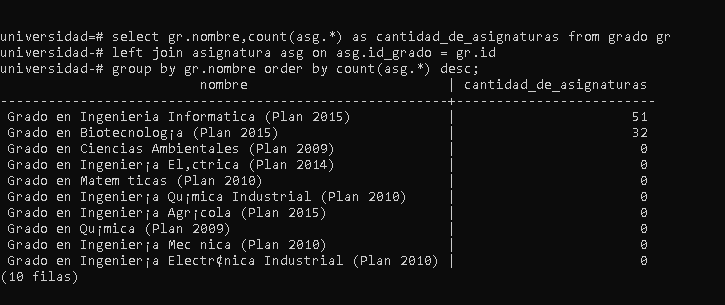 universidad=# select gr.nombre,count(asg.*) as cantidad_de_asignaturas from grado gr
universidad-# left join asignatura asg on asg.id_grado = gr.id
universidad-# group by gr.nombre order by count(asg.*) desc;
nombre | cantidad_de_asignaturas
--------------------------------------------------------+-------------------------
Grado en Ingenieria Informatica (Plan 2015) | 51
Grado en Biotecnolog¡a (Plan 2015) | 32
Grado en Ciencias Ambientales (Plan 2009) | 0
Grado en Ingenier¡a El‚ctrica (Plan 2014) | 0
Grado en Matem ticas (Plan 2010) | 0
Grado en Ingenier¡a Qu¡mica Industrial (Plan 2010) | 0
Grado en Ingenier¡a Agr¡cola (Plan 2015) | 0
Grado en Qu¡mica (Plan 2009) | 0
Grado en Ingenier¡a Mec nica (Plan 2010) | 0
Grado en Ingenier¡a Electr¢nica Industrial (Plan 2010) | 0
(10 filas)